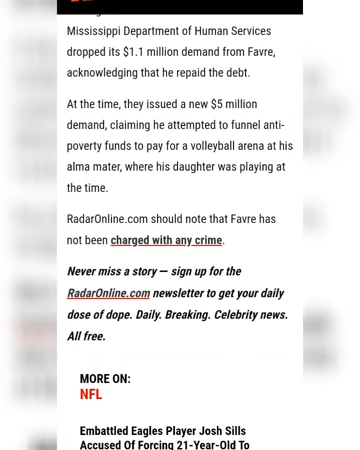 Mississippi Department of Human Services
dropped its $1.1 million demand from Favre,
acknowledging that he repaid the debt.
At the time, they issued a new $5 million
demand, claiming he attempted to funnel anti-
poverty funds to pay for a volleyball arena at his
alma mater, where his daughter was playing at
the time.
RadarOnline.com should note that Favre has
not been charged with any crime.
Never miss a story — sign up for the
RadarOnline.com newsletter to get your daily
dose of dope. Daily. Breaking. Celebrity news.
All free.
MORE ON:
NFL
Embattled Eagles Player Josh Sills
Accused Of Forcing 21-Year-Old To